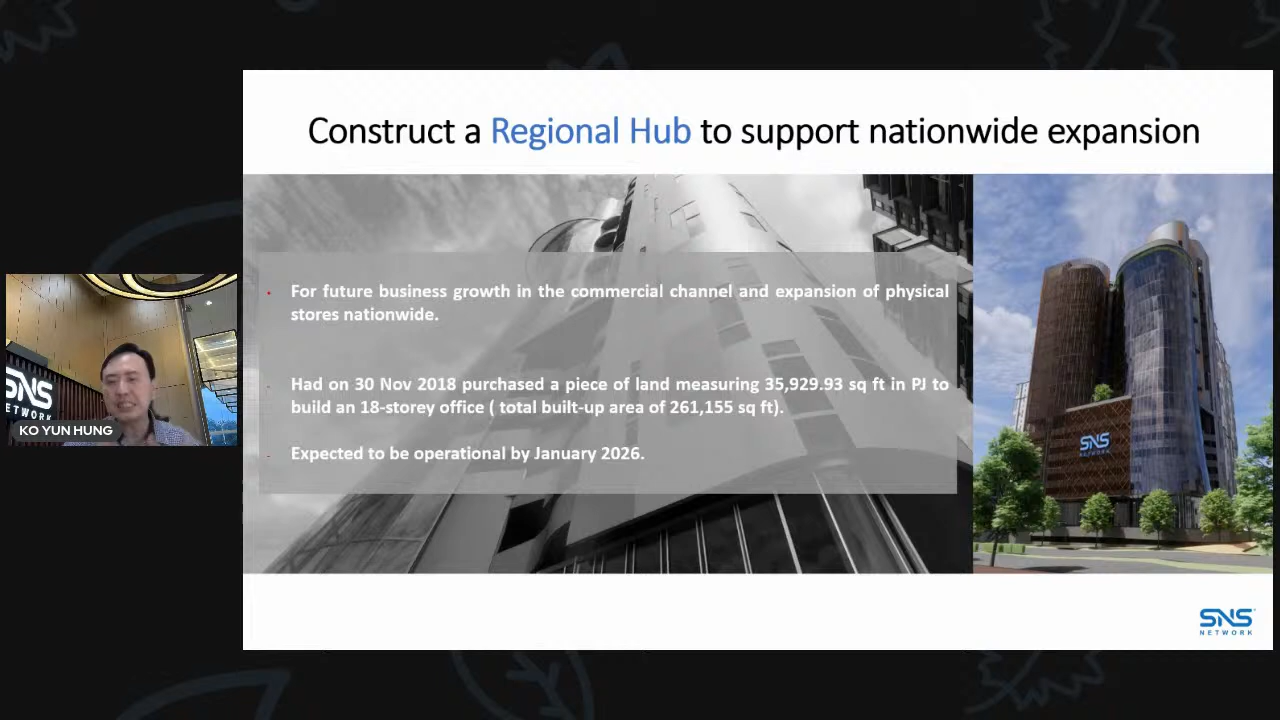 Construct a Regional Hub to support nationwide expansion
For future business growth in the commercial channel and expansion of physical
stores nationwide.
Had on 30 Nov 2018 purchased a piece of land measuring 35,929.93 sq ft in PJ to
build an 18-storey office ( total built-up area of 261,155 sq ft).
Expected to be operational by January 2026.
SNS
NETWORK
KO YUN HUNG
SNS
NETWORK
SNS
NETWORK